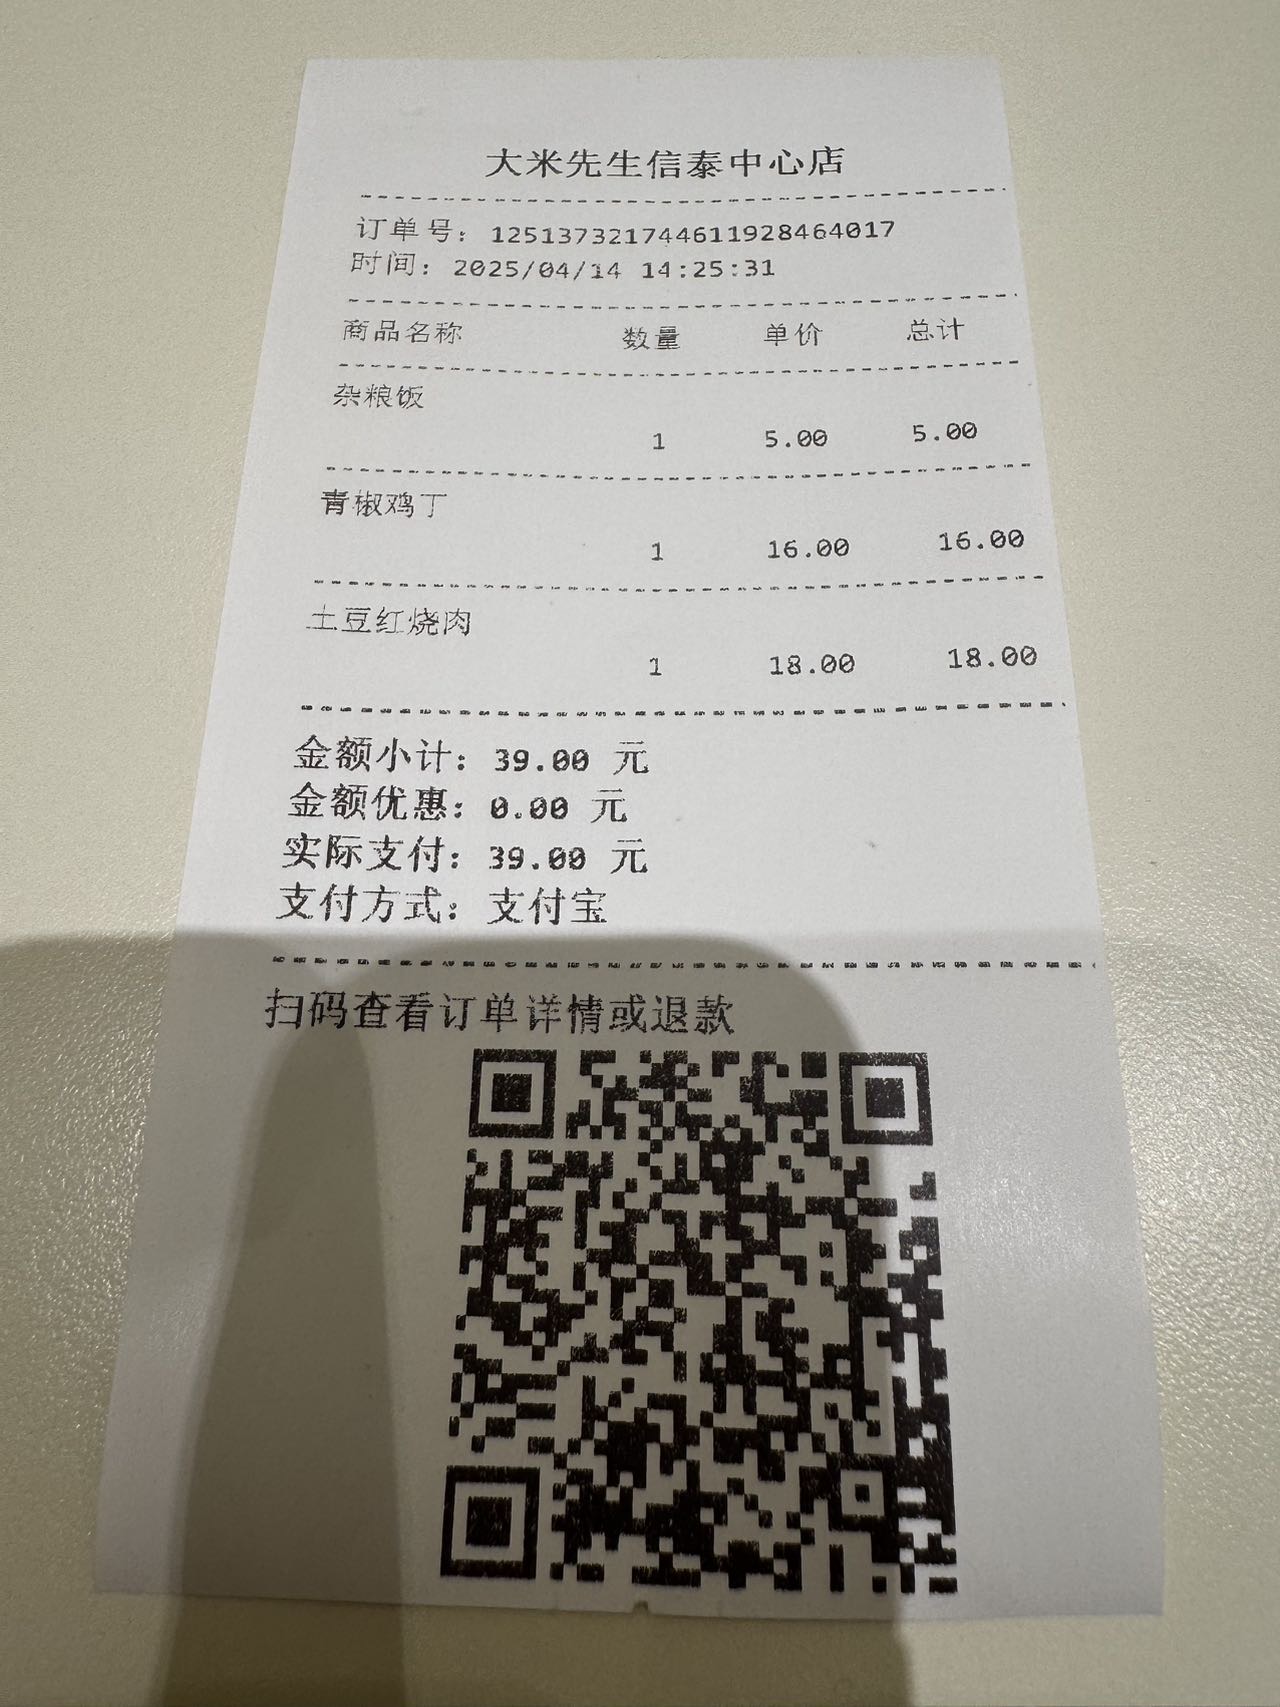 大米先生信泰中心店
订单号: 1251373217446119284640​17
时间: 2025/04/14 14:25:31
商品名称 数量 单价 总计
杂粮饭
1 5.00 5.00
青椒鸡丁
1 16.00 16.00
土豆红烧肉
1 18.00 18.00
金额小计: 39.00 元
金额优惠: 0.00 元
实际支付: 39.00 元
支付方式: 支付宝
扫码查看订单详情或退款